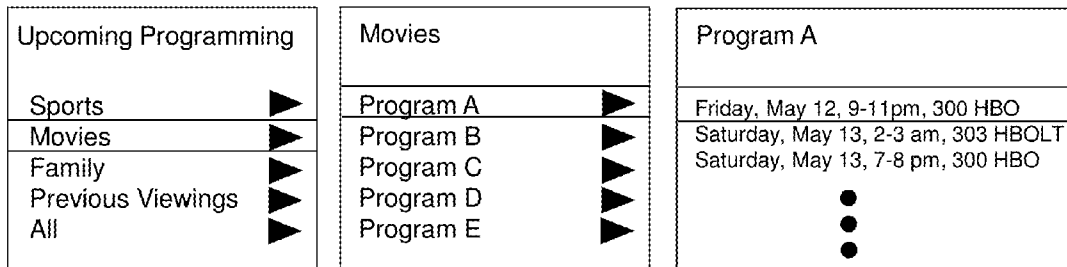 Upcoming Programming
Sports
Movies
Family
Previous Viewings
All
Movies
Program A
Program B
Program C
Program D
Program E
Program A
Friday, May 12, 9-11pm, 300 HBO
Saturday, May 13, 2-3 am, 303 HBOLT
Saturday, May 13, 7-8 pm, 300 HBO